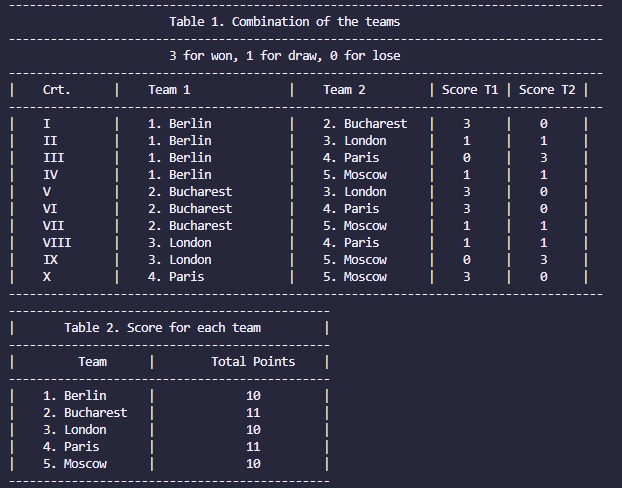 Table 1. Combination of the teams
3 for won, 1 for draw, 0 for lose
| Crt. | Team 1 | Team 2 | Score T1 | Score T2 |
| I | 1. Berlin | 2. Bucharest | 3 | 0 |
| II | 1. Berlin | 3. London | 1 | 1 |
| III | 1. Berlin | 4. Paris | 0 | 3 |
| IV | 1. Berlin | 5. Moscow | 1 | 1 |
| V | 2. Bucharest | 3. London | 3 | 0 |
| VI | 2. Bucharest | 4. Paris | 3 | 0 |
| VII | 2. Bucharest | 5. Moscow | 1 | 1 |
| VIII | 3. London | 4. Paris | 1 | 1 |
| IX | 3. London | 5. Moscow | 0 | 3 |
| X | 4. Paris | 5. Moscow | 3 | 0 |
| Table 2. Score for each team |
| Team | Total Points |
| 1. Berlin | 10 |
| 2. Bucharest | 11 |
| 3. London | 10 |
| 4. Paris | 11 |
| 5. Moscow | 10 |